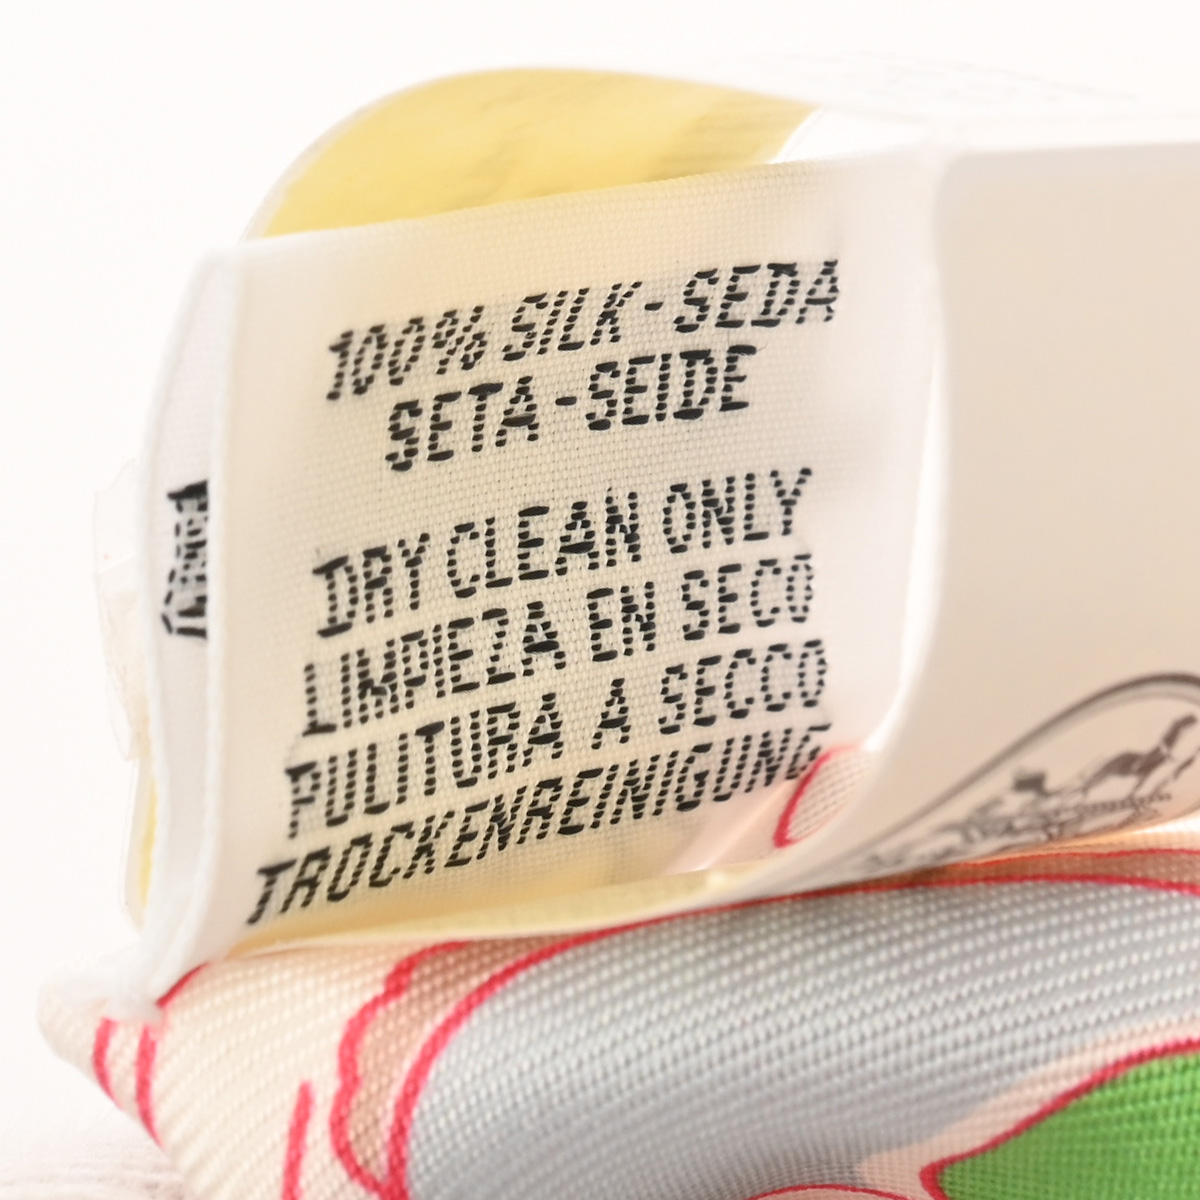 100% SILK - SEDA
SETA - SEIDE
DRY CLEAN ONLY
LIMPIEZA EN SECO
PULITURA A SECCO
TROCKENREINIGUNG